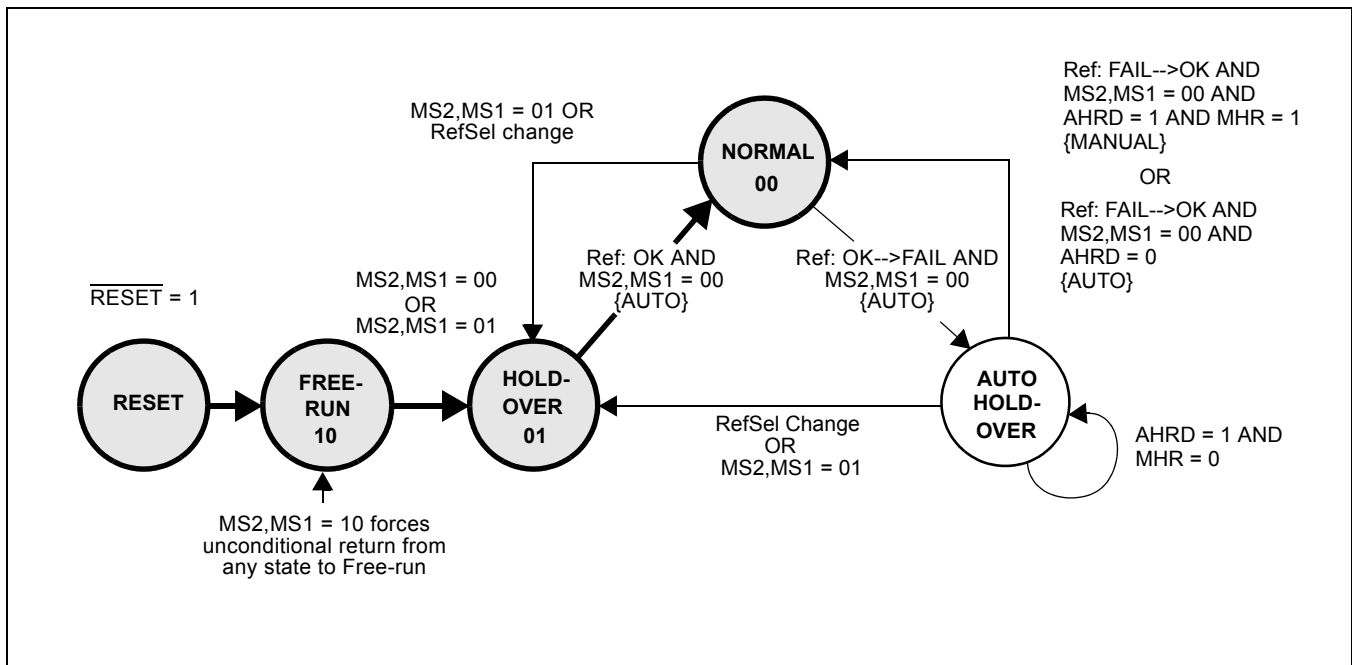 Ref: FAIL-->OK AND
MS2,MS1 = 00 AND
AHRD = 1 AND MHR = 1
{MANUAL}
OR
Ref: FAIL-->OK AND
MS2,MS1 = 00 AND
AHRD = 0
{AUTO}
MS2,MS1 = 01 OR
RefSel change
NORMAL
00
Ref: OK AND
MS2,MS1 = 00
{AUTO}
Ref: OK-->FAIL AND
MS2,MS1 = 00
{AUTO}
RESET = 1
MS2,MS1 = 00
OR
MS2,MS1 = 01
RESET
FREE-
RUN
10
HOLD-
OVER
01
AUTO
HOLD-
OVER
RefSel Change
OR
MS2,MS1 = 01
AHRD = 1 AND
MHR = 0
MS2,MS1 = 10 forces
unconditional return from
any state to Free-run